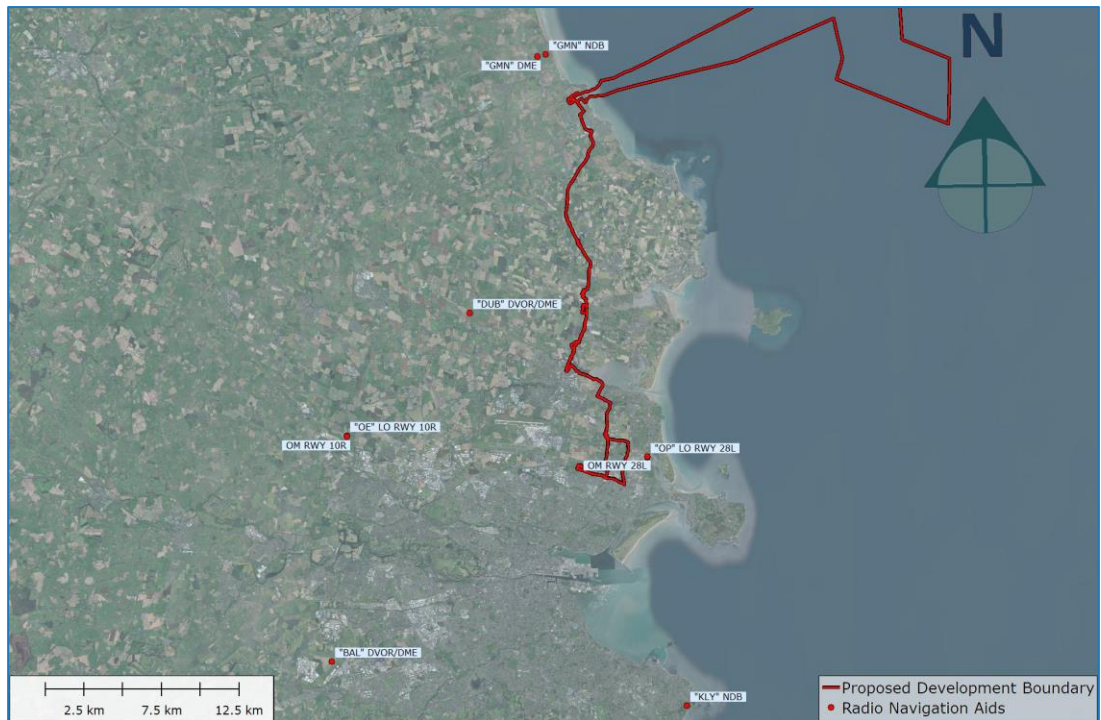 "GMN" NDB
N
"GMN" DME
"DUB" DVOR/DME
"OE" LO RWY 10R
OM RWY 10R
"OP" LO RWY 28L
OM RWY 28L
"BAL" DVOR/DME
"KLY" NDB
2.5 km 7.5 km 12.5 km
Proposed Development Boundary
Radio Navigation Aids